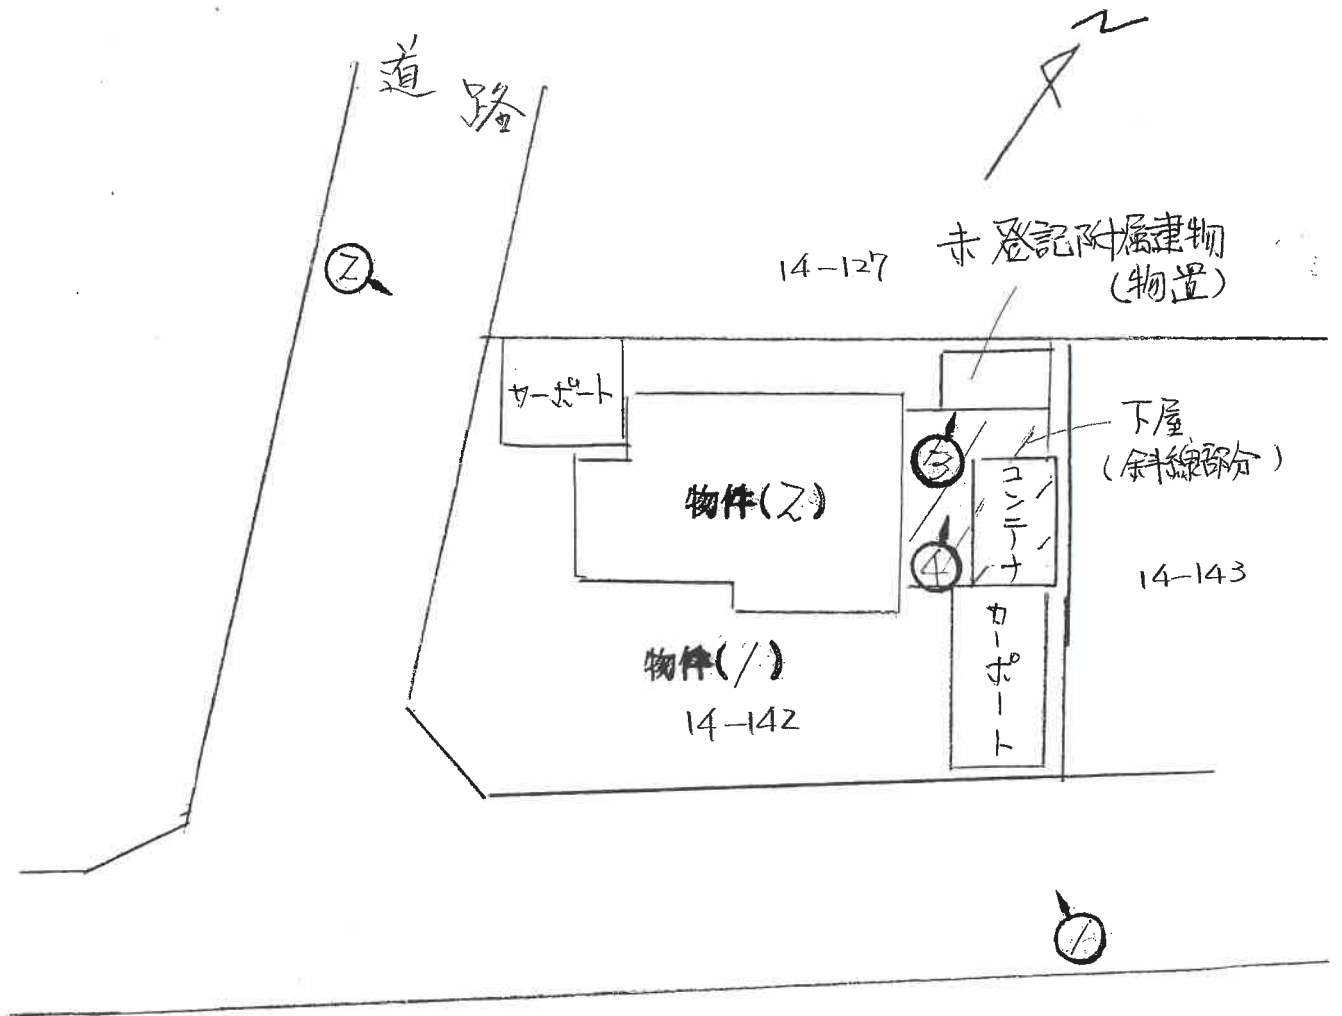 道路
N
2
14-127
未登記附属建物
(物置)
カーポート
下屋
(斜線部分)
3
物件(2)
コンテナ
4
14-143
カーポート
物件(1)
14-142
1